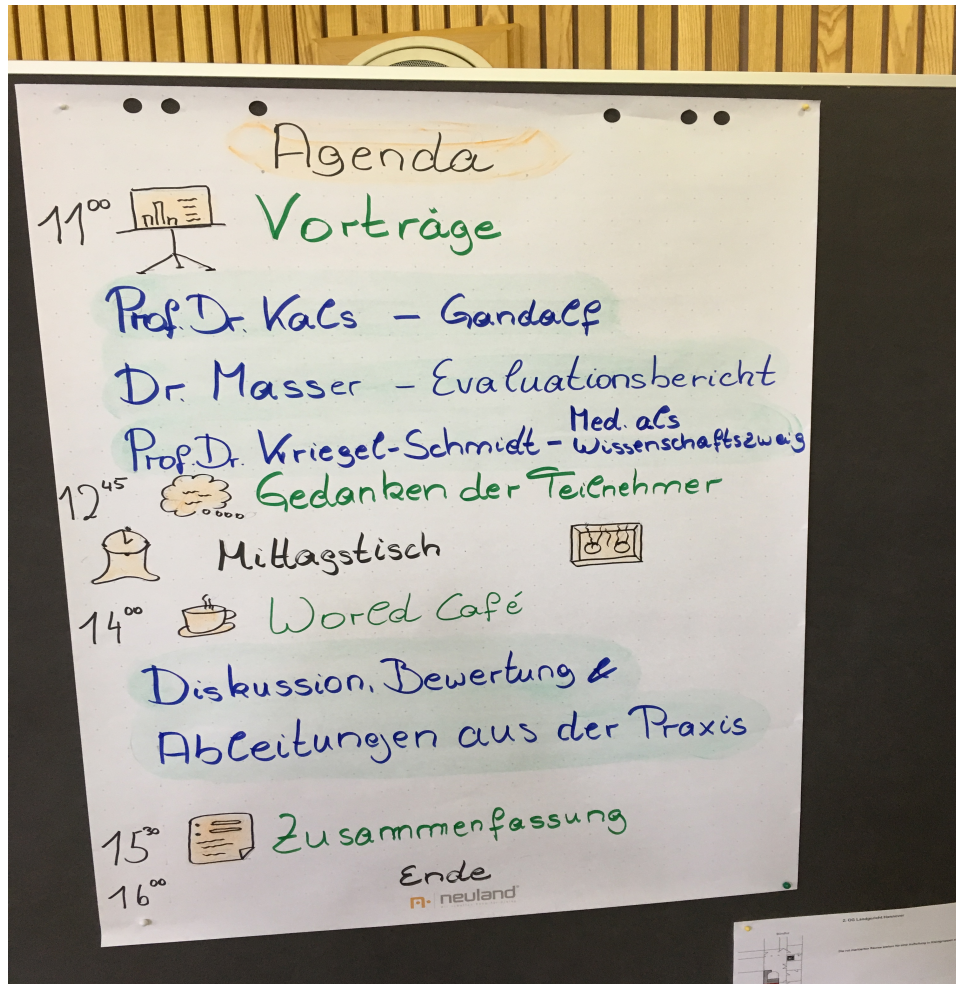 Agenda
11⁰⁰ Vorträge
Prof. Dr. Kals – Gandalf
Dr. Masser – Evaluationsbericht
Prof. Dr. Kriegel-Schmidt – Med. als Wissenschaftszweig
12⁴⁵ Gedanken der Teilnehmer
Mittagstisch
14⁰⁰ World Café
Diskussion, Bewertung &
Ableitungen aus der Praxis
15³⁰ Zusammenfassung
16⁰⁰ Ende
neuland